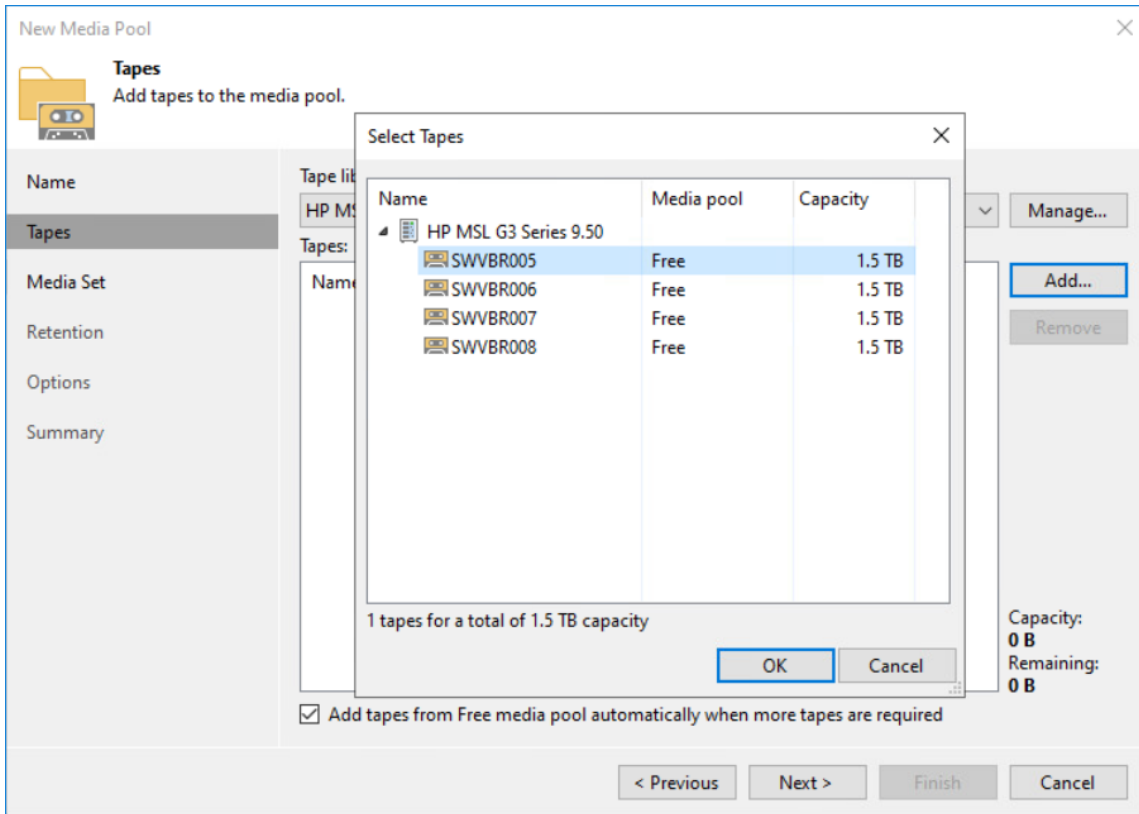 New Media Pool
Tapes
Add tapes to the media pool.
Name
Tapes
Media Set
Retention
Options
Summary
HP
Manage...
Tapes:
Name
Add...
Remove
Select Tapes
Name Media pool Capacity
HP MSL G3 Series 9.50
SWVBR005 Free 1.5 TB
SWVBR006 Free 1.5 TB
SWVBR007 Free 1.5 TB
SWVBR008 Free 1.5 TB
1 tapes for a total of 1.5 TB capacity
OK Cancel
Capacity:
0 B
Remaining:
0 B
Add tapes from Free media pool automatically when more tapes are required
< Previous Next > Finish Cancel